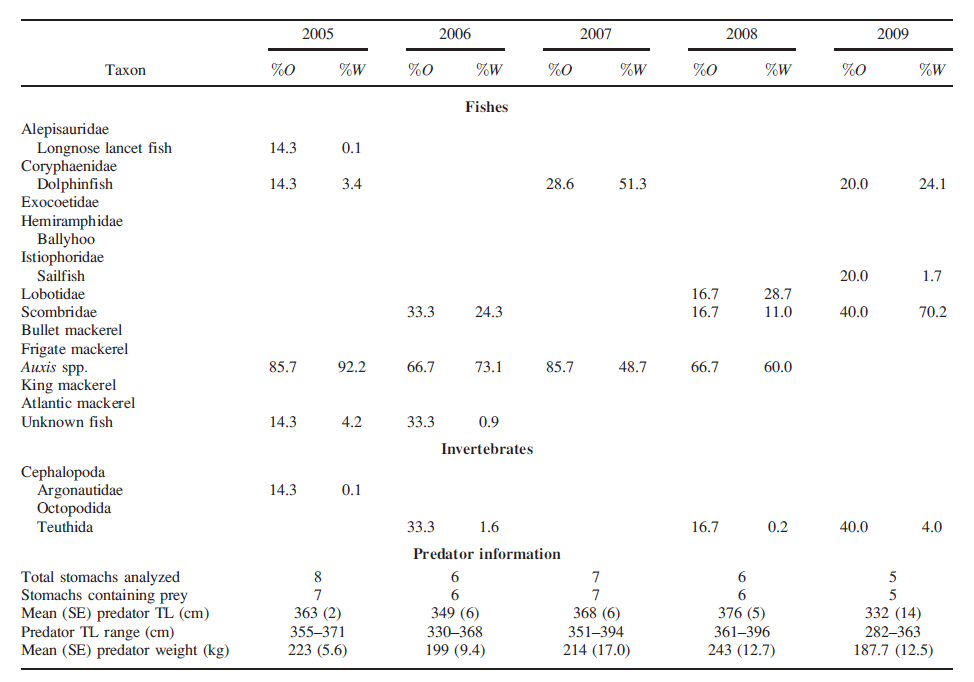 2005 2006 2007 2008 2009
Taxon %O %W %O %W %O %W %O %W %O %W
Fishes
Alepisauridae
Longnose lancet fish 14.3 0.1
Coryphaenidae
Dolphinfish 14.3 3.4 28.6 51.3 20.0 24.1
Exocoetidae
Hemiramphidae
Ballyhoo
Istiophoridae
Sailfish 20.0 1.7
Lobotidae 16.7 28.7
Scombridae 33.3 24.3 16.7 11.0 40.0 70.2
Bullet mackerel
Frigate mackerel
Auxis spp. 85.7 92.2 66.7 73.1 85.7 48.7 66.7 60.0
King mackerel
Atlantic mackerel
Unknown fish 14.3 4.2 33.3 0.9
Invertebrates
Cephalopoda
Argonautidae 14.3 0.1
Octopodida
Teuthida 33.3 1.6 16.7 0.2 40.0 4.0
Predator information
Total stomachs analyzed 8 6 7 6 5
Stomachs containing prey 7 6 7 6 5
Mean (SE) predator TL (cm) 363 (2) 349 (6) 368 (6) 376 (5) 332 (14)
Predator TL range (cm) 355–371 330–368 351–394 361–396 282–363
Mean (SE) predator weight (kg) 223 (5.6) 199 (9.4) 214 (17.0) 243 (12.7) 187.7 (12.5)